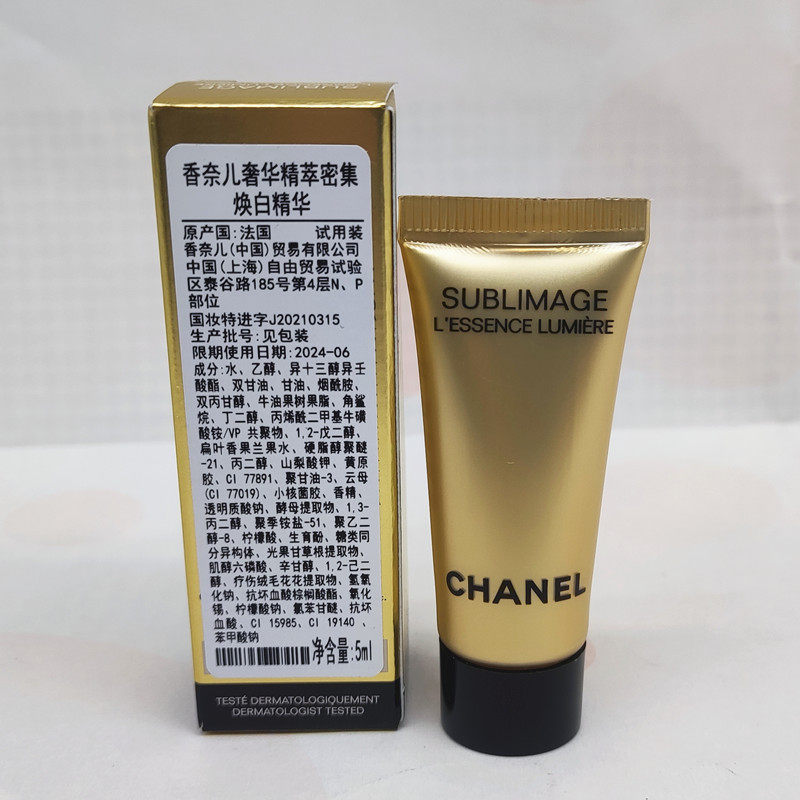 SUBLIMAGE
香奈儿奢华精萃密集
焕白精华
原产国:法国 试用装
香奈儿(中国)贸易有限公司
中国(上海)自由贸易试验
区泰谷路185号第4层N、P
部位
国妆特进字J20210315
生产批号:见包装
限期使用日期:2024-06
成分:水、乙醇、异十三醇异壬
酸酯、双甘油、甘油、烟酰胺、
双丙甘醇、牛油果树果脂、角鲨
烷、丁二醇、丙烯酰二甲基牛磺
酸铵/VP 共聚物、1,2-戊二醇、
扁叶香果兰果水、硬脂醇聚醚
-21、丙二醇、山梨酸钾、黄原
胶、CI 77891、聚甘油-3、云母
(CI 77019)、小核菌胶、香精、
透明质酸钠、酵母提取物、1,3-
丙二醇、聚季铵盐-51、聚乙二
醇-8、柠檬酸、生育酚、糖类同
分异构体、光果甘草根提取物、
肌醇六磷酸、辛甘醇、1,2-己二
醇、疗伤绒毛花花提取物、氢氧
化钠、抗坏血酸棕榈酸酯、氧化
锡、柠檬酸钠、氯苯甘醚、抗坏
血酸、CI 15985、CI 19140 、
苯甲酸钠
净含量:5ml
TESTÉ DERMATOLOGIQUEMENT
DERMATOLOGIST TESTED
SUBLIMAGE
L'ESSENCE LUMIÈRE
CHANEL